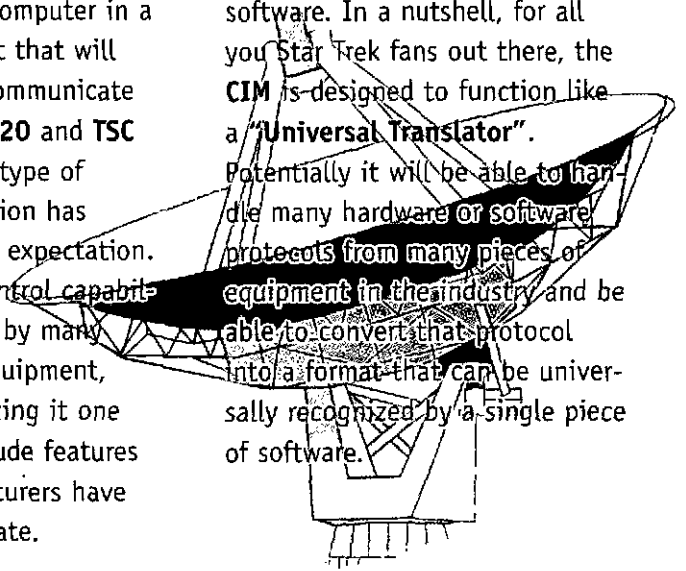 omputer in a
t that will
ommunicate
20 and TSC
type of
ion has
expectation.
ntrol capabil-
by many
uipment,
ing it one
ude features
turers have
ate.
software. In a nutshell, for all
you Star Trek fans out there, the
CIM is designed to function like
a "Universal Translator".
Potentially it will be able to han-
dle many hardware or software
protocols from many pieces of
equipment in the industry and be
able to convert that protocol
into a format that can be univer-
sally recognized by a single piece
of software.